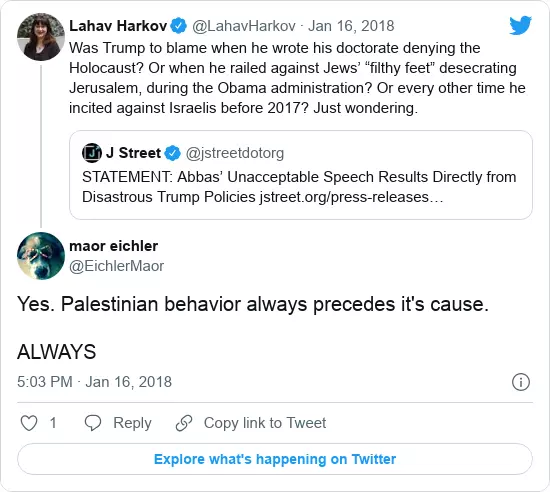 Lahav Harkov @LahavHarkov · Jan 16, 2018
Was Trump to blame when he wrote his doctorate denying the
Holocaust? Or when he railed against Jews’ “filthy feet” desecrating
Jerusalem, during the Obama administration? Or every other time he
incited against Israelis before 2017? Just wondering.
J Street @jstreetdotorg
STATEMENT: Abbas’ Unacceptable Speech Results Directly from
Disastrous Trump Policies jstreet.org/press-releases…
maor eichler
@EichlerMaor
Yes. Palestinian behavior always precedes it's cause.
ALWAYS
5:03 PM · Jan 16, 2018
1 Reply Copy link to Tweet
Explore what's happening on Twitter